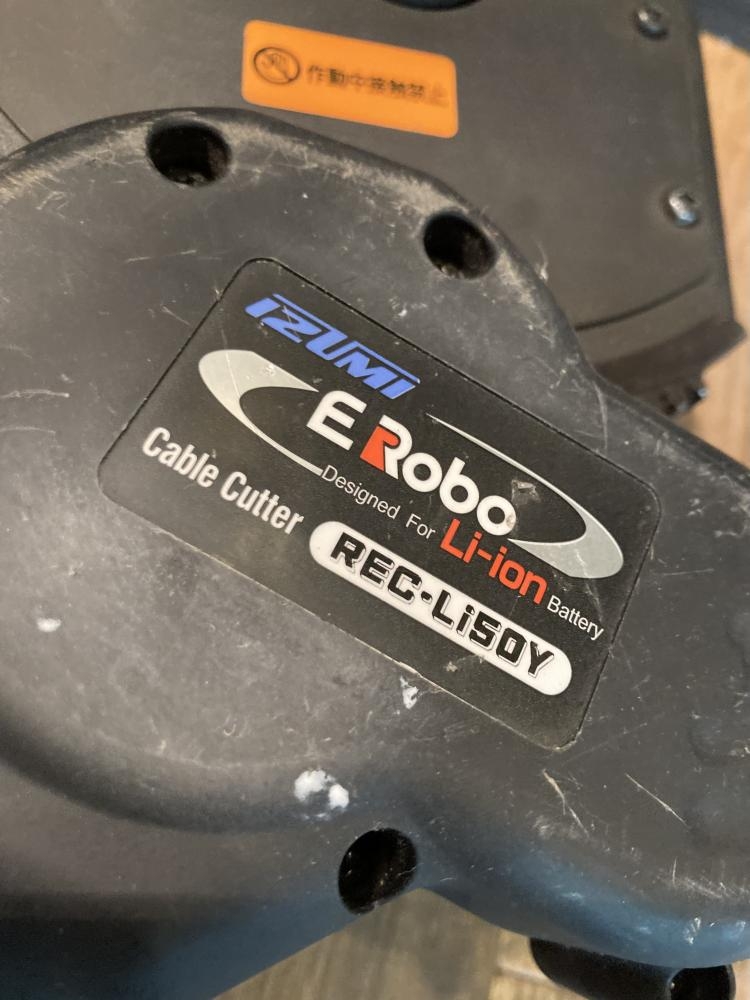 作動中接触禁止
IZUMI
E Robo
Designed For Li-ion Battery
Cable Cutter
REC-Li50Y